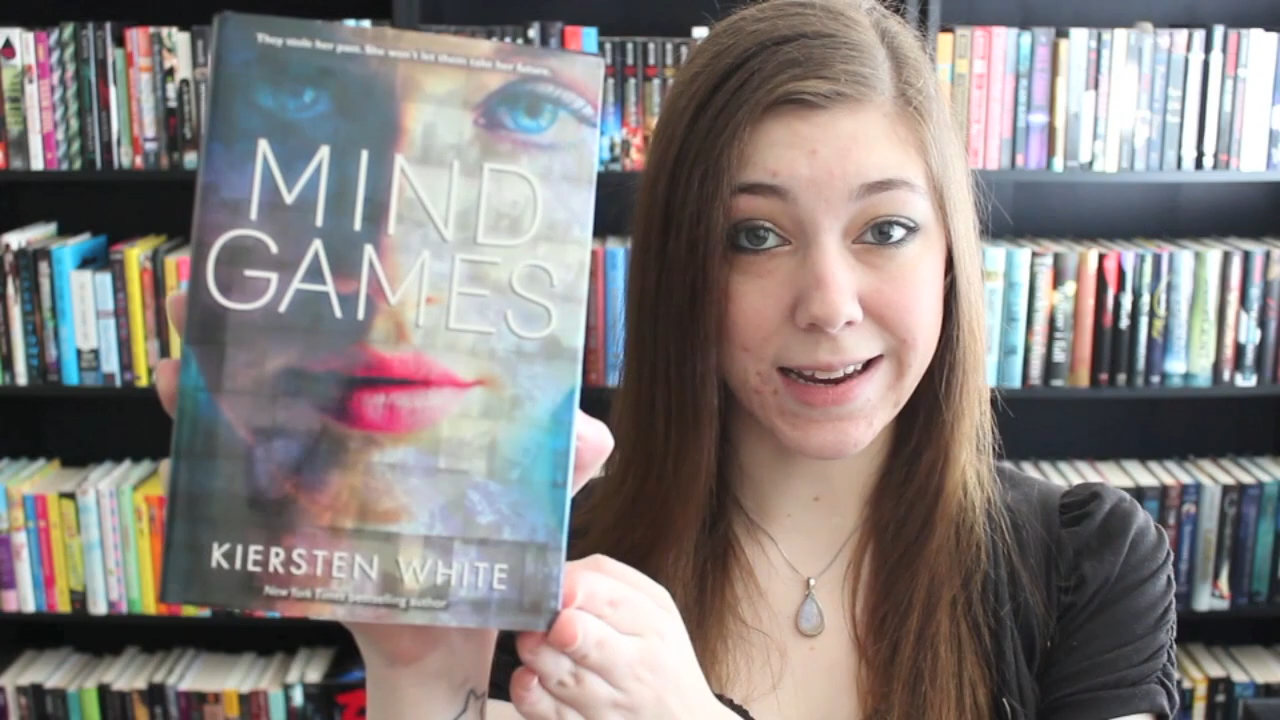 They stole her past. She won't let them take her future.
MIND
GAMES
KIERSTEN WHITE
New York Times bestselling author